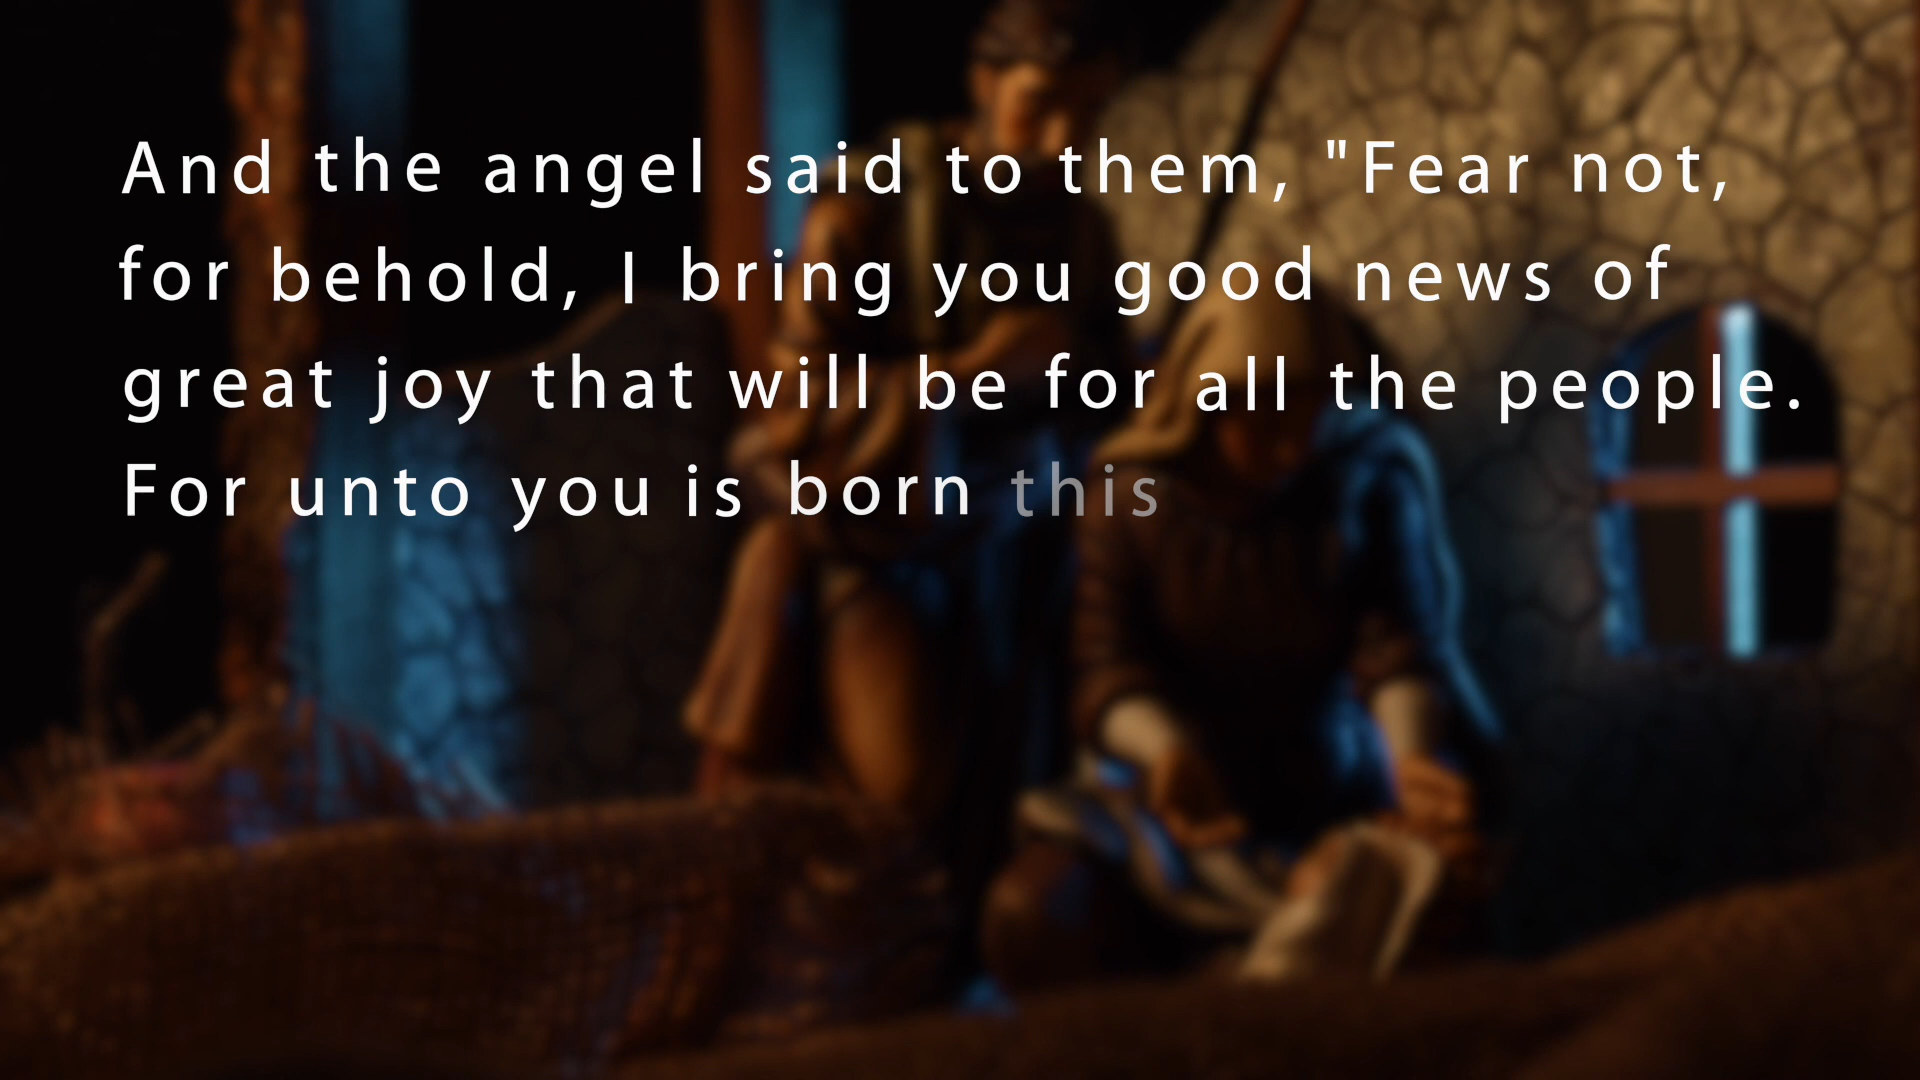 And the angel said to them, "Fear not,
for behold, I bring you good news of
great joy that will be for all the people.
For unto you is born this